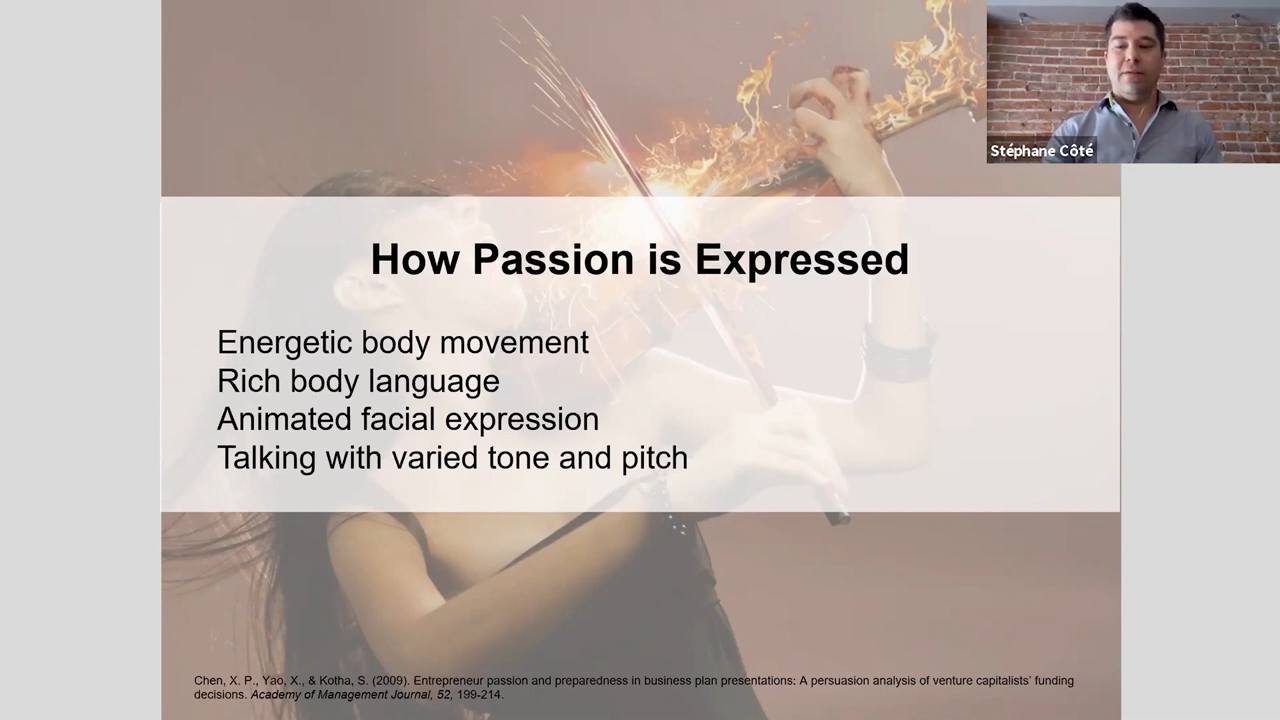 Stéphane Côté
How Passion is Expressed
Energetic body movement
Rich body language
Animated facial expression
Talking with varied tone and pitch
Chen, X. P., Yao, X., & Kotha, S. (2009). Entrepreneur passion and preparedness in business plan presentations: A persuasion analysis of venture capitalists’ funding
decisions. Academy of Management Journal, 52, 199-214.